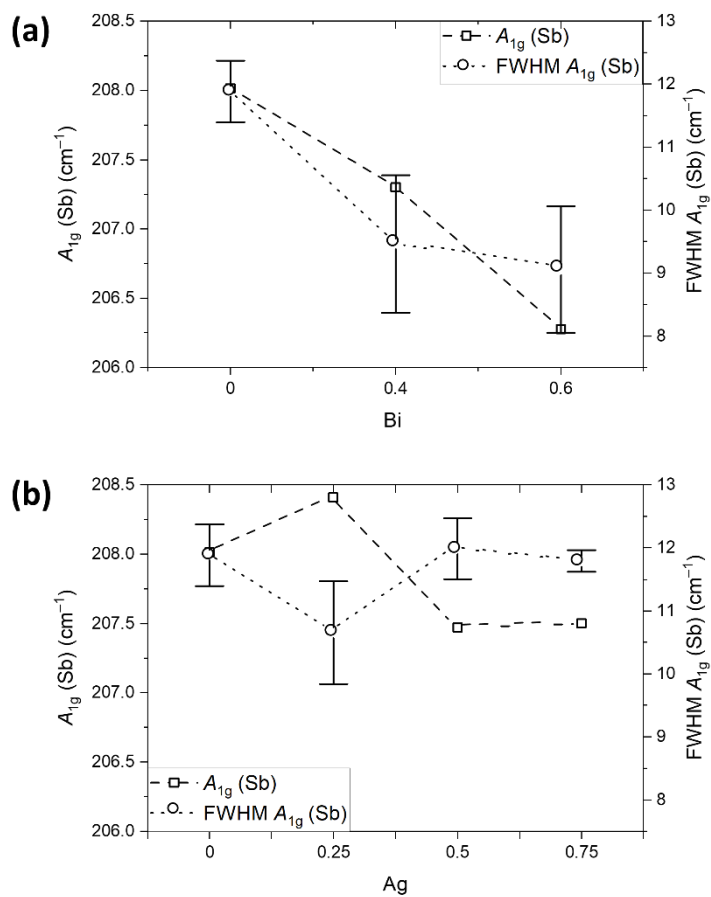 (a)
208.5
208.0
207.5
207.0
206.5
206.0
A1g (Sb) (cm−1)
13
12
11
10
9
8
FWHM A1g (Sb) (cm−1)
A1g (Sb)
FWHM A1g (Sb)
0 0.4 0.6
Bi
(b)
208.5
208.0
207.5
207.0
206.5
206.0
A1g (Sb) (cm−1)
13
12
11
10
9
8
FWHM A1g (Sb) (cm−1)
A1g (Sb)
FWHM A1g (Sb)
0 0.25 0.5 0.75
Ag